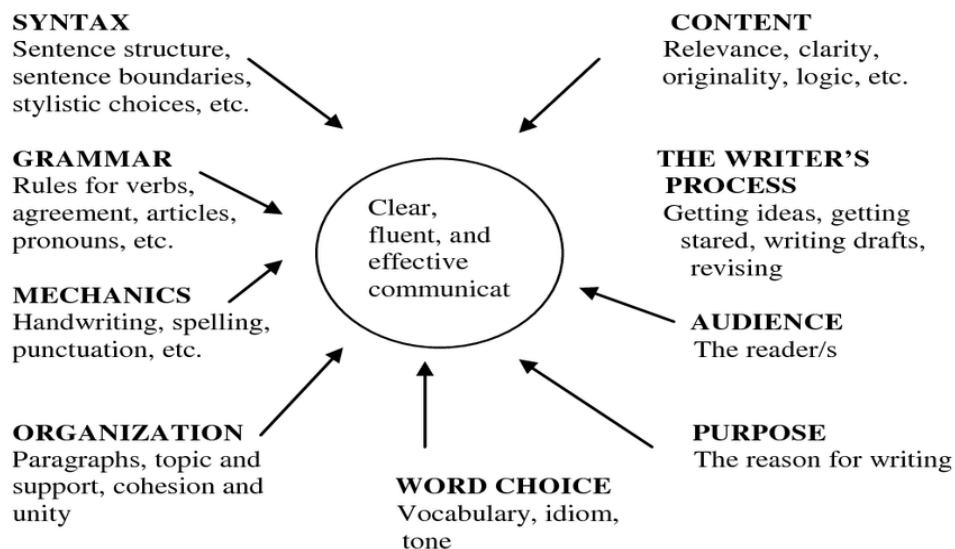 SYNTAX
Sentence structure,
sentence boundaries,
stylistic choices, etc.
GRAMMAR
Rules for verbs,
agreement, articles,
pronouns, etc.
MECHANICS
Handwriting, spelling,
punctuation, etc.
ORGANIZATION
Paragraphs, topic and
support, cohesion and
unity
Clear,
fluent, and
effective
communicat
WORD CHOICE
Vocabulary, idiom,
tone
CONTENT
Relevance, clarity,
originality, logic, etc.
THE WRITER’S
PROCESS
Getting ideas, getting
stared, writing drafts,
revising
AUDIENCE
The reader/s
PURPOSE
The reason for writing